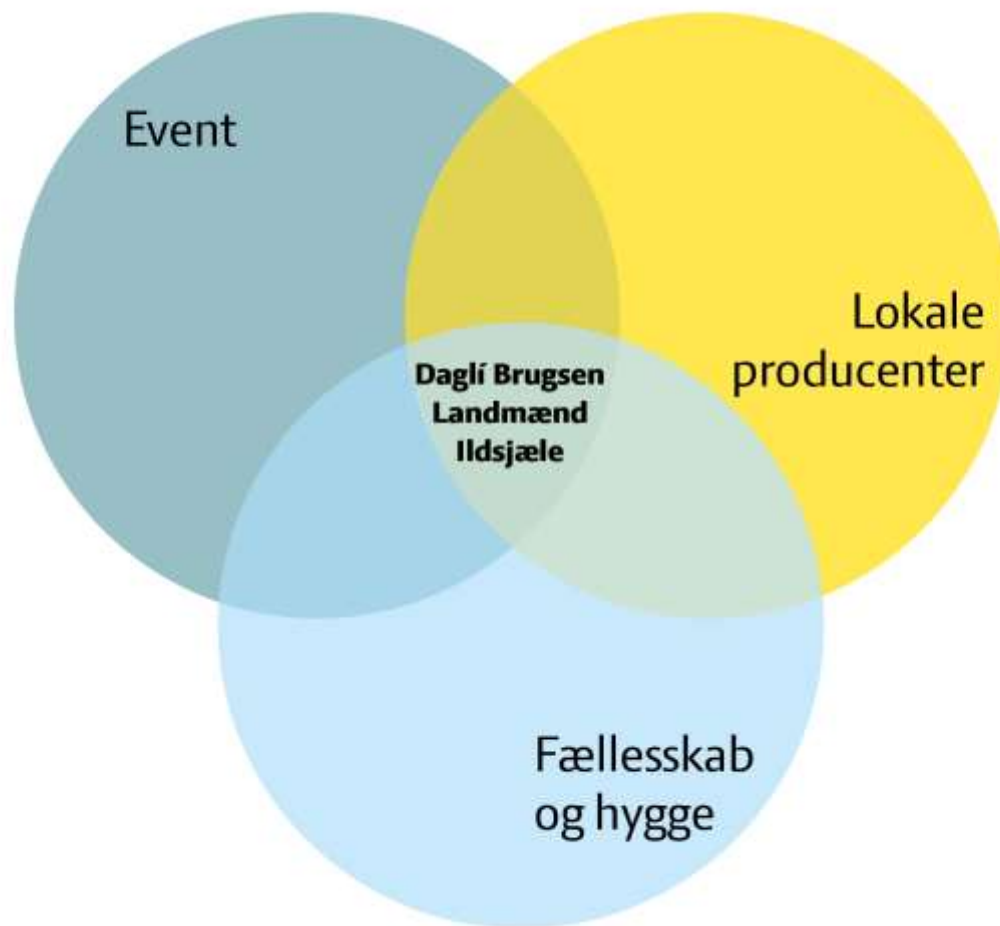 Event
Lokale
producenter
Daglí Brugsen
Landmænd
Ildsjæle
Fællesskab
og hygge